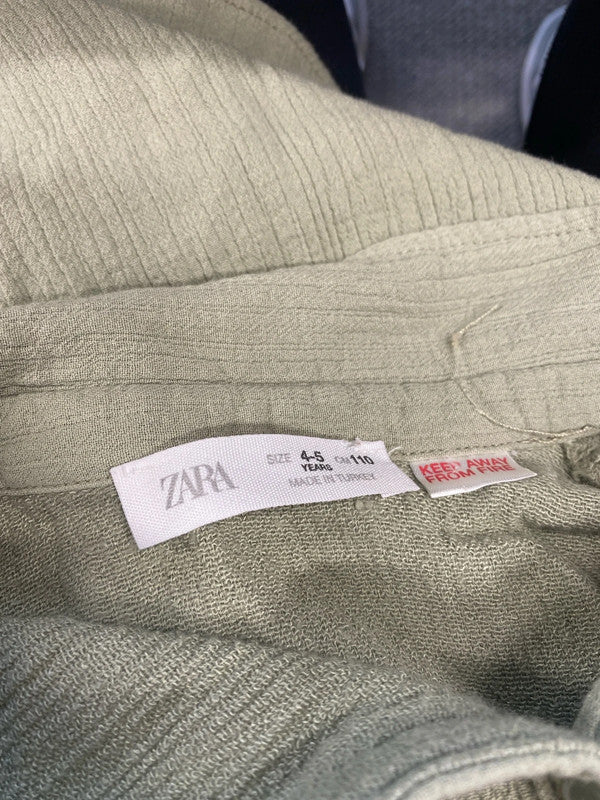 ZARA
SIZE 4-5 CM 110
YEARS
MADE IN TURKEY
KEEP AWAY
FROM FIRE